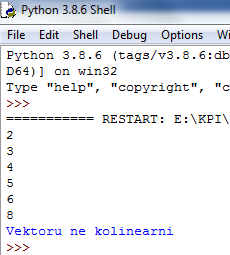 Python 3.8.6 Shell
File Edit Shell Debug Options Wi
Python 3.8.6 (tags/v3.8.6:db
D64)] on win32
Type "help", "copyright", "c
>>>
=========== RESTART: E:\KPI\
2
3
4
5
6
8
Vektoru ne kolinearni
>>>